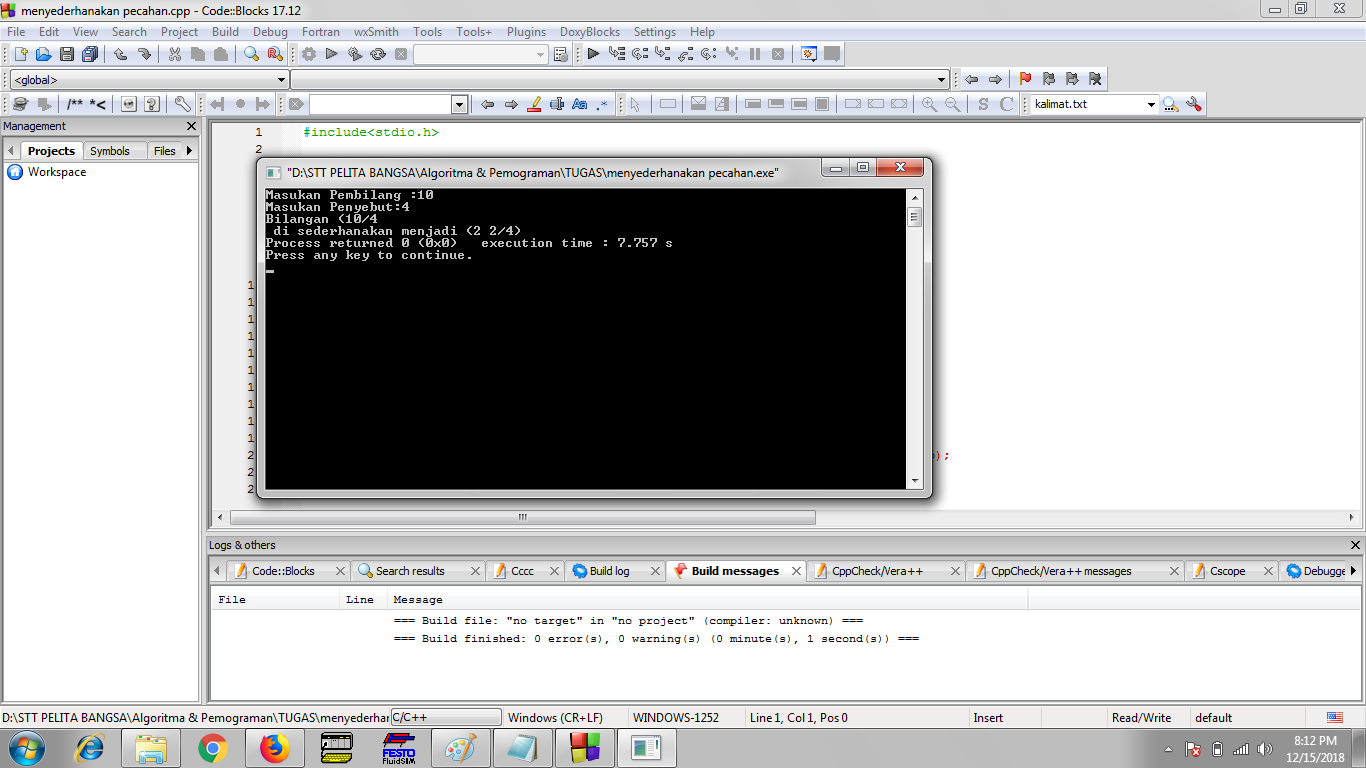 menyederhanakan pecahan.cpp - Code::Blocks 17.12
File Edit View Search Project Build Debug Fortran wxSmith Tools Tools+ Plugins DoxyBlocks Settings Help
<global>
/** *< Aa .* S C kalimat.txt
Management
Projects Symbols Files
Workspace
1 #include<stdio.h>
2
"D:\STT PELITA BANGSA\Algoritma & Pemograman\TUGAS\menyederhanakan pecahan.exe"
Masukan Pembilang :10
Masukan Penyebut:4
Bilangan (10/4
di sederhanakan menjadi (2 2/4)
Process returned 0 (0x0) execution time : 7.757 s
Press any key to continue.
1
1
1
1
1
1
1
1
1
1
2 );
2
2
Logs & others
Code::Blocks Search results Cccc Build log Build messages CppCheck/Vera++ CppCheck/Vera++ messages Cscope Debugge
File Line Message
=== Build file: "no target" in "no project" (compiler: unknown) ===
=== Build finished: 0 error(s), 0 warning(s) (0 minute(s), 1 second(s)) ===
D:\STT PELITA BANGSA\Algoritma & Pemograman\TUGAS\menyederhar C/C++ Windows (CR+LF) WINDOWS-1252 Line 1, Col 1, Pos 0 Insert Read/Write default
FESTO
FluidSIM
8:12 PM
12/15/2018